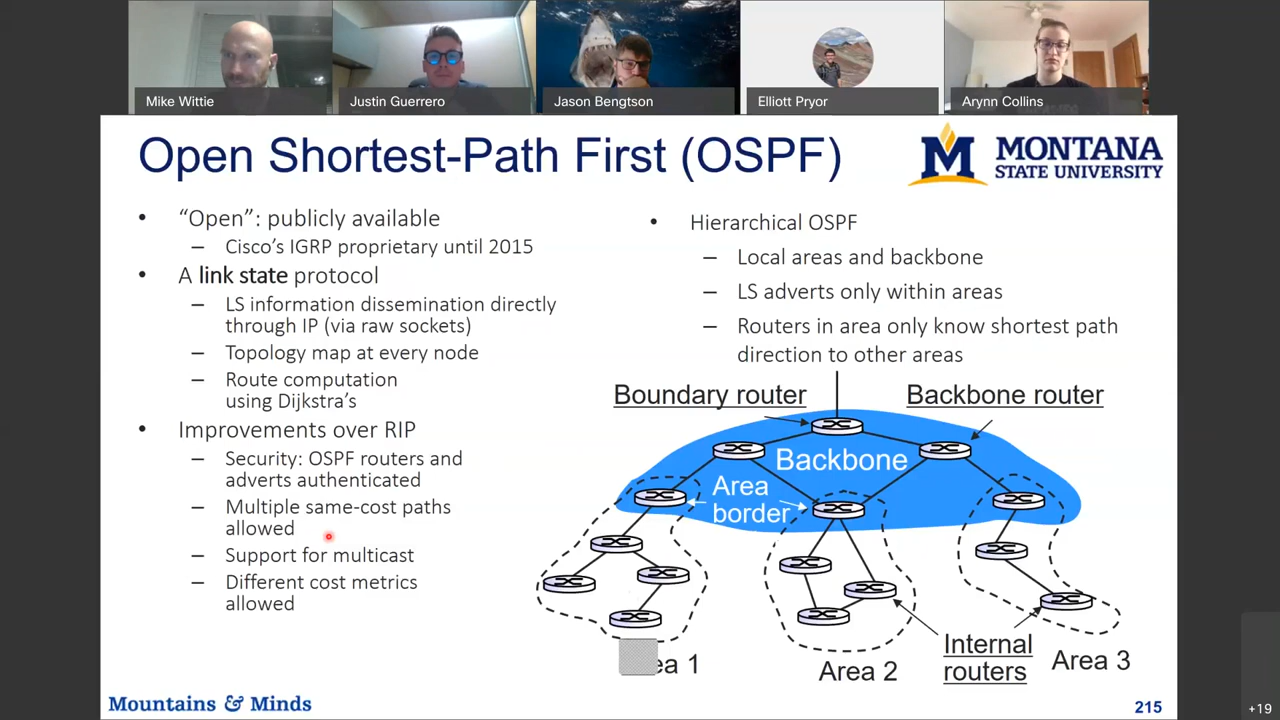 Mike Wittie
Justin Guerrero
Jason Bengtson
Elliott Pryor
Arynn Collins
Open Shortest-Path First (OSPF)
M MONTANA
STATE UNIVERSITY
• “Open”: publicly available
– Cisco’s IGRP proprietary until 2015
• A link state protocol
– LS information dissemination directly
through IP (via raw sockets)
– Topology map at every node
– Route computation
using Dijkstra’s
• Improvements over RIP
– Security: OSPF routers and
adverts authenticated
– Multiple same-cost paths
allowed
– Support for multicast
– Different cost metrics
allowed
• Hierarchical OSPF
– Local areas and backbone
– LS adverts only within areas
– Routers in area only know shortest path
direction to other areas
Boundary router
Backbone router
Backbone
Area
border
Internal
routers
ea 1
Area 2
Area 3
Mountains & Minds
215
+19